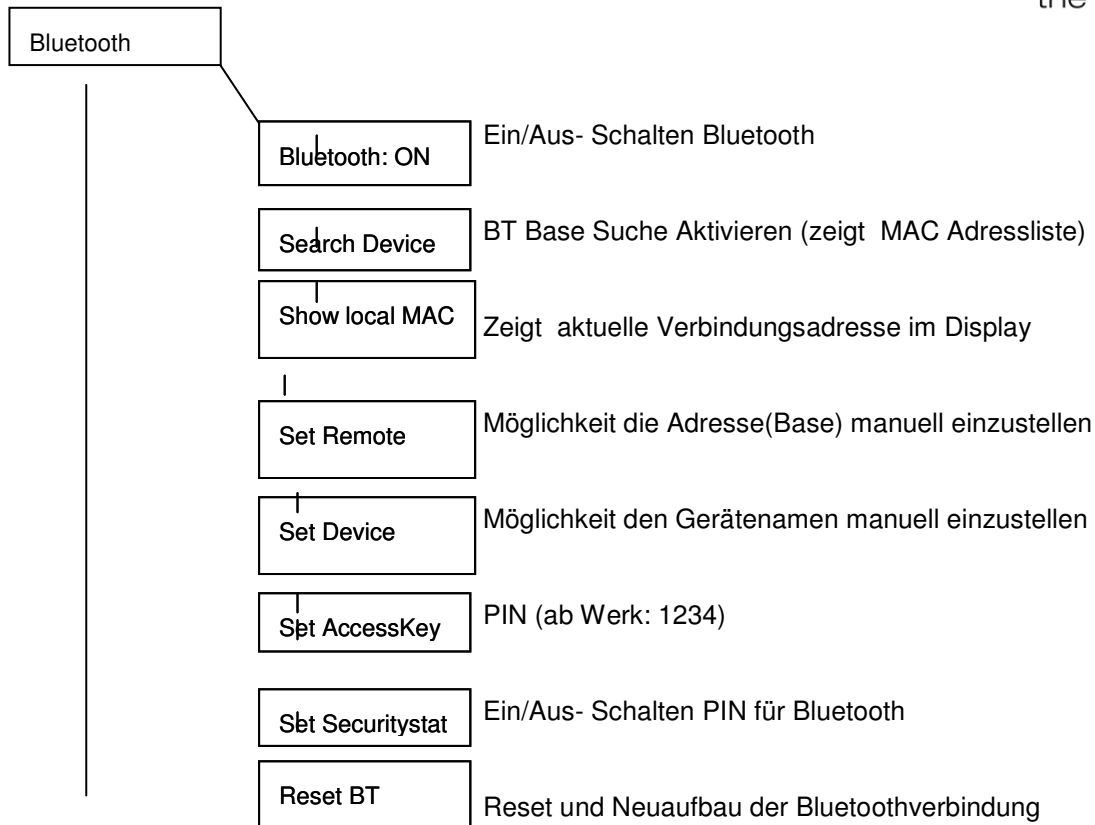 the
Bluetooth
Bluetooth: ON
Ein/Aus- Schalten Bluetooth
Search Device
BT Base Suche Aktivieren (zeigt MAC Adressliste)
Show local MAC
Zeigt aktuelle Verbindungsadresse im Display
Set Remote
Möglichkeit die Adresse(Base) manuell einzustellen
Set Device
Möglichkeit den Gerätenamen manuell einzustellen
Set AccessKey
PIN (ab Werk: 1234)
Set Securitystat
Ein/Aus- Schalten PIN für Bluetooth
Reset BT
Reset und Neuaufbau der Bluetoothverbindung